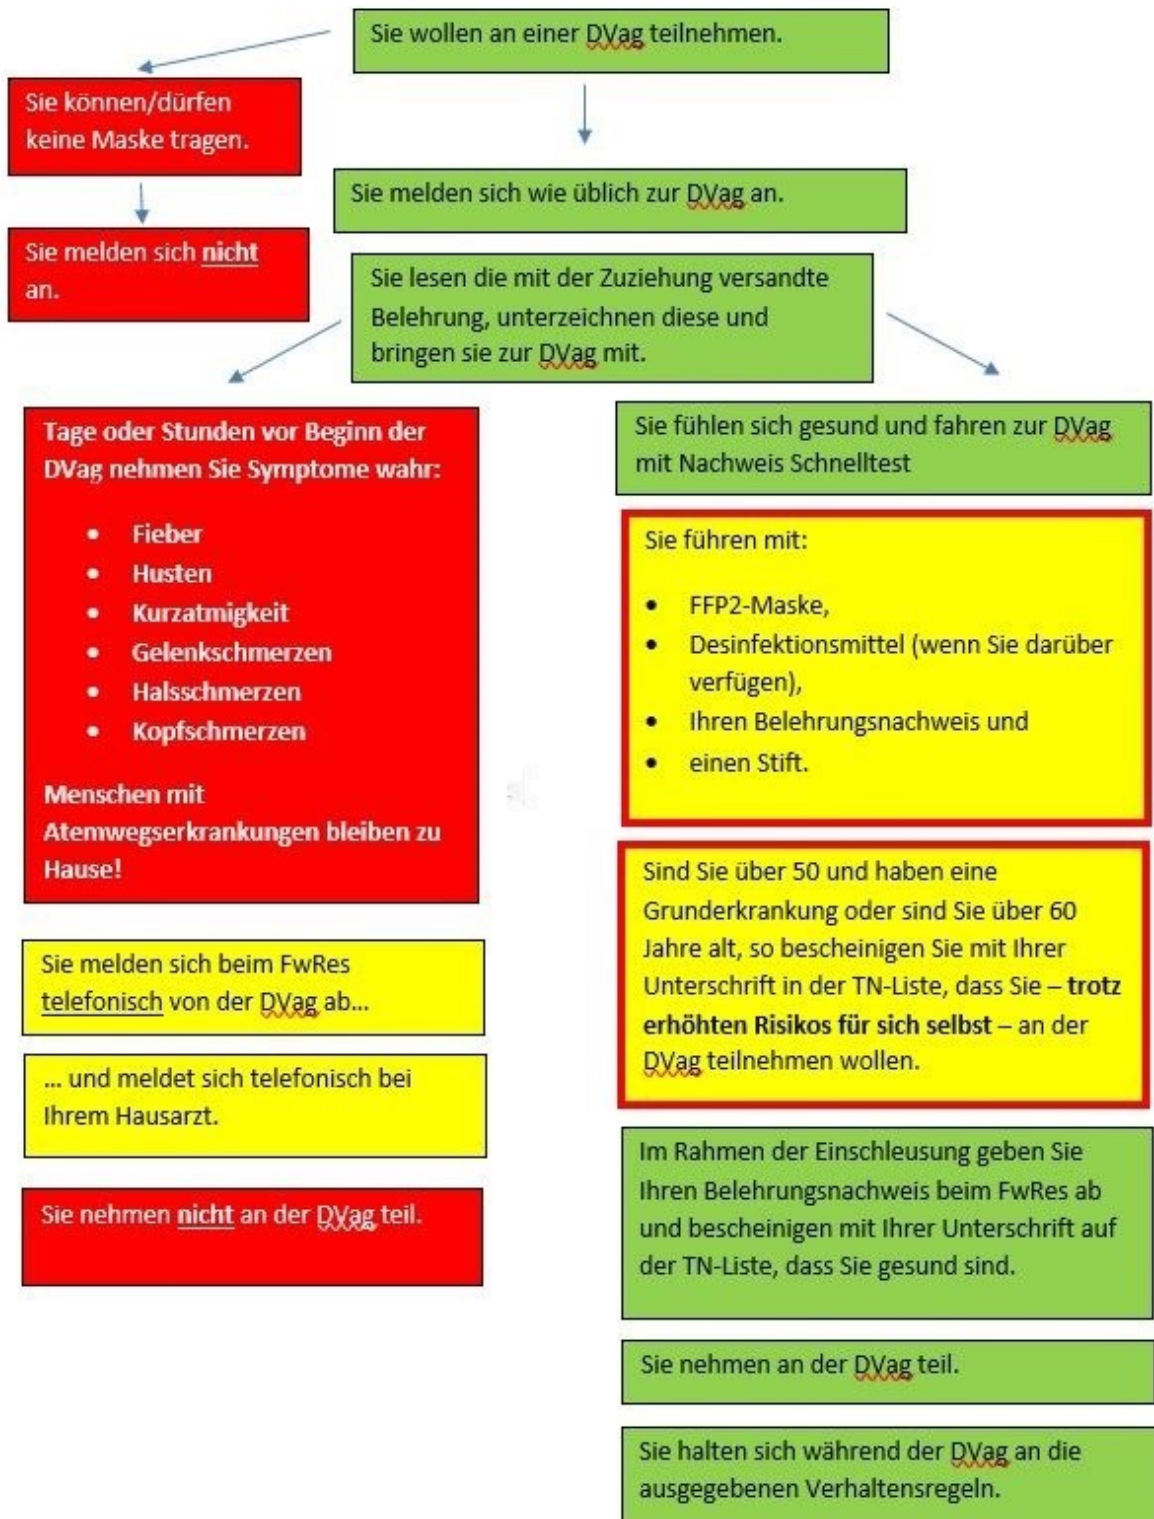 Sie wollen an einer DVag teilnehmen.
Sie können/dürfen
keine Maske tragen.
Sie melden sich wie üblich zur DVag an.
Sie melden sich nicht
an.
Sie lesen die mit der Zuziehung versandte
Belehrung, unterzeichnen diese und
bringen sie zur DVag mit.
Tage oder Stunden vor Beginn der
DVag nehmen Sie Symptome wahr:
• Fieber
• Husten
• Kurzatmigkeit
• Gelenkschmerzen
• Halsschmerzen
• Kopfschmerzen
Menschen mit
Atemwegserkrankungen bleiben zu
Hause!
Sie melden sich beim FwRes
telefonisch von der DVag ab...
... und meldet sich telefonisch bei
Ihrem Hausarzt.
Sie nehmen nicht an der DVag teil.
Sie fühlen sich gesund und fahren zur DVag
mit Nachweis Schnelltest
Sie führen mit:
• FFP2-Maske,
• Desinfektionsmittel (wenn Sie darüber
verfügen),
• Ihren Belehrungsnachweis und
• einen Stift.
Sind Sie über 50 und haben eine
Grunderkrankung oder sind Sie über 60
Jahre alt, so bescheinigen Sie mit Ihrer
Unterschrift in der TN-Liste, dass Sie – trotz
erhöhten Risikos für sich selbst – an der
DVag teilnehmen wollen.
Im Rahmen der Einschleusung geben Sie
Ihren Belehrungsnachweis beim FwRes ab
und bescheinigen mit Ihrer Unterschrift auf
der TN-Liste, dass Sie gesund sind.
Sie nehmen an der DVag teil.
Sie halten sich während der DVag an die
ausgegebenen Verhaltensregeln.